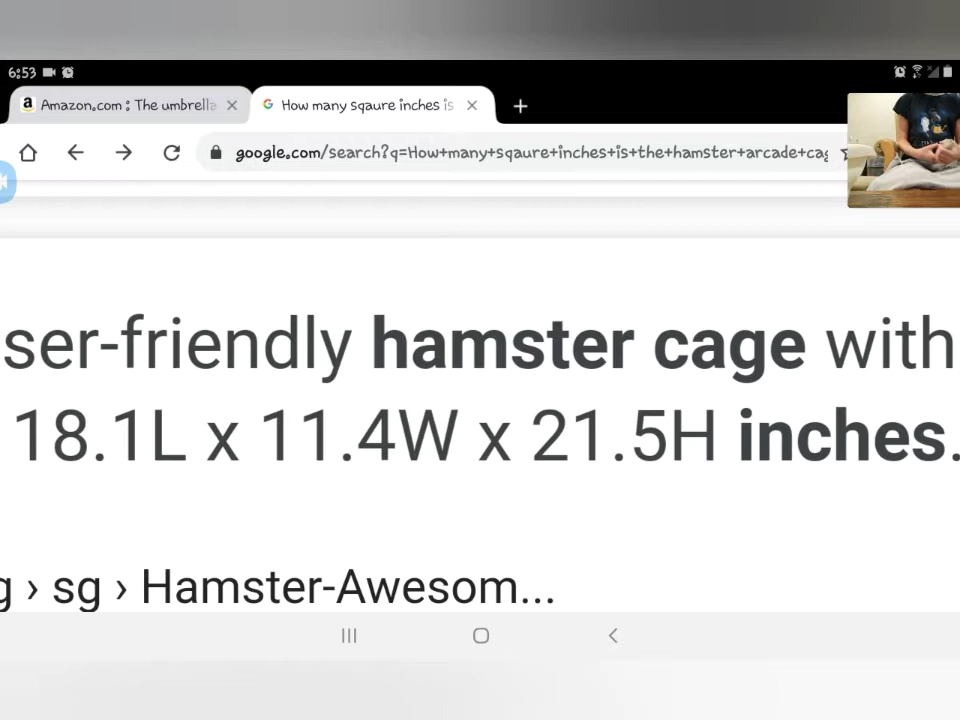 6:53
Amazon.com : The umbrella
How many sqaure inches is
google.com/search?q=How+many+sqaure+inches+is+the+hamster+arcade+cag
ser-friendly hamster cage with
18.1L x 11.4W x 21.5H inches.
g › sg › Hamster-Awesom...